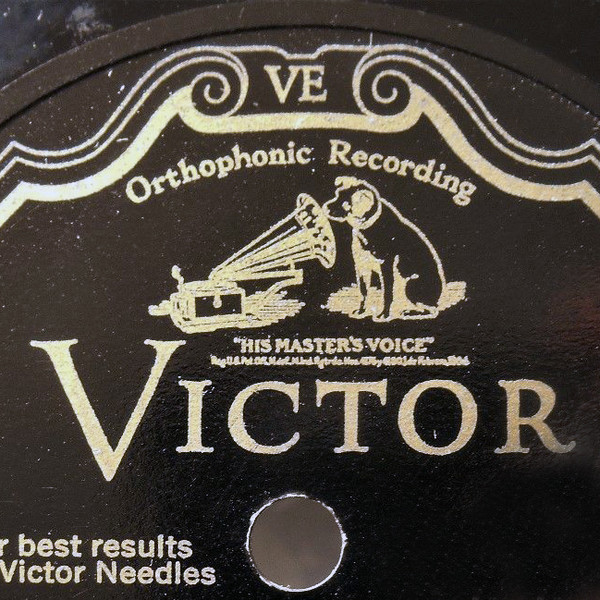 VE
Orthophonic Recording
"HIS MASTER'S VOICE"
VICTOR
r best results
Victor Needles